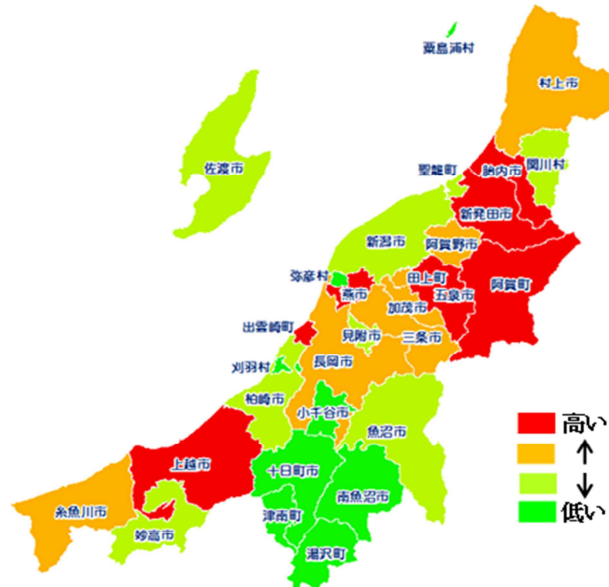 粟島浦村
村上市
佐渡市
関川村
聖籠町
胎内市
新発田市
新潟市
阿賀野市
弥彦村
田上町
阿賀町
燕市
五泉市
加茂市
出雲崎町
見附市
三条市
長岡市
刈羽村
柏崎市
小千谷市
魚沼市
高い
↑
上越市
十日町市
↓
南魚沼市
糸魚川市
津南町
低い
妙高市
湯沢町